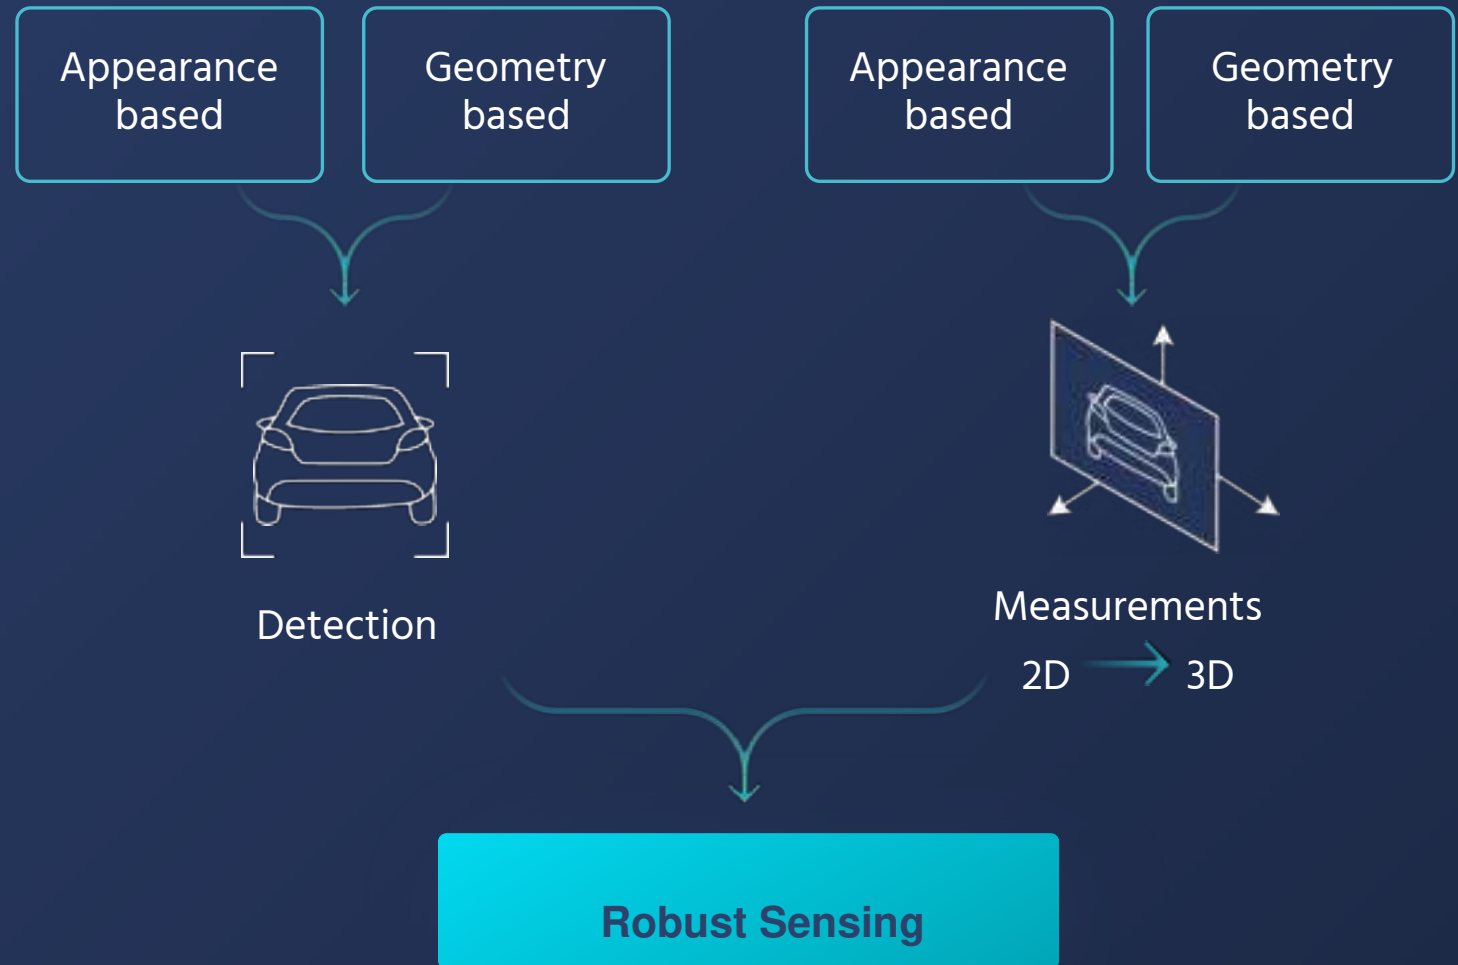 Appearance
based
Geometry
based
Appearance
based
Geometry
based
Detection
Measurements
2D 3D
Robust Sensing